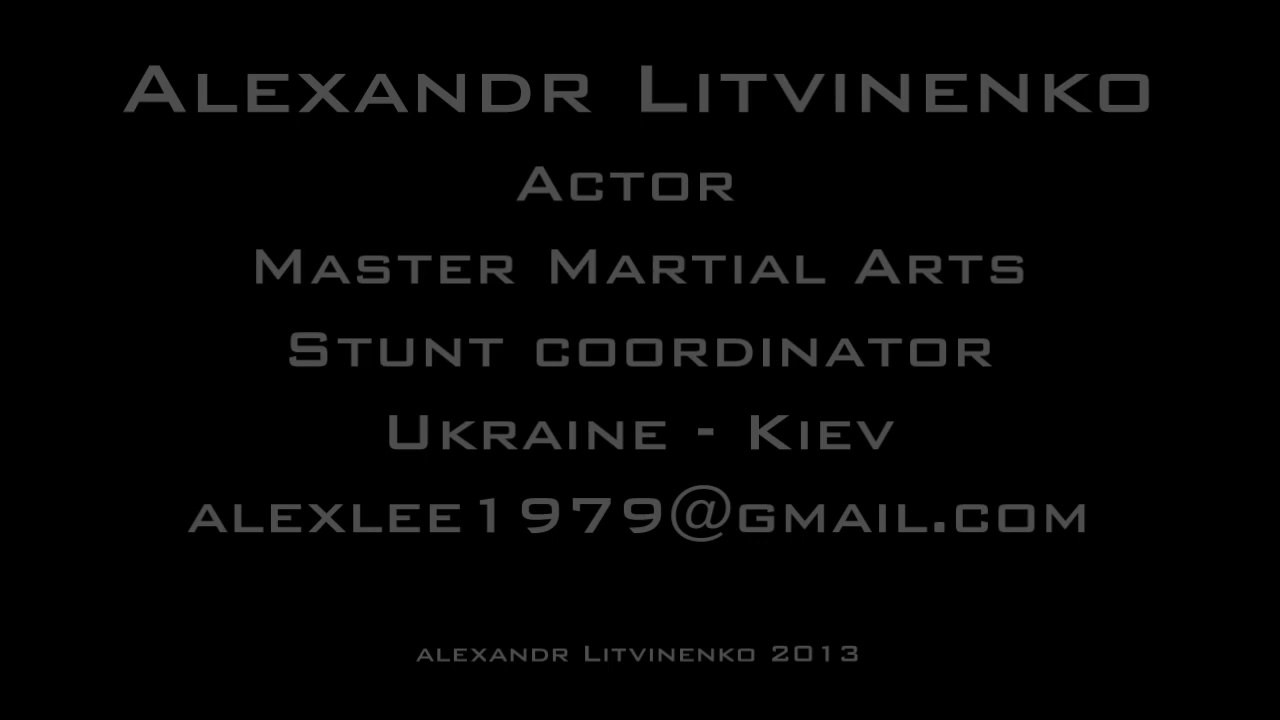 Alexandr Litvinenko
Actor
Master Martial Arts
Stunt coordinator
Ukraine - Kiev
alexlee1979@gmail.com
alexandr Litvinenko 2013